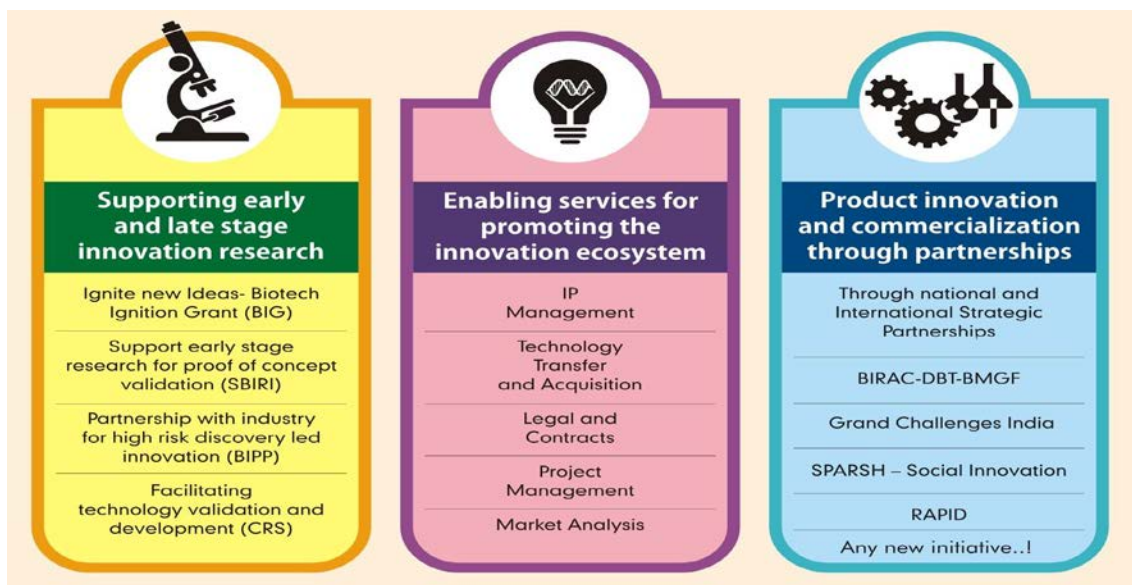 Supporting early
and late stage
innovation research
Ignite new Ideas- Biotech
Ignition Grant (BIG)
Support early stage
research for proof of concept
validation (SBIRI)
Partnership with industry
for high risk discovery led
innovation (BIPP)
Facilitating
technology validation and
development (CRS)
Enabling services for
promoting the
innovation ecosystem
IP
Management
Technology
Transfer
and Acquisition
Legal and
Contracts
Project
Management
Market Analysis
Product innovation
and commercialization
through partnerships
Through national and
International Strategic
Partnerships
BIRAC-DBT-BMGF
Grand Challenges India
SPARSH – Social Innovation
RAPID
Any new initiative..!